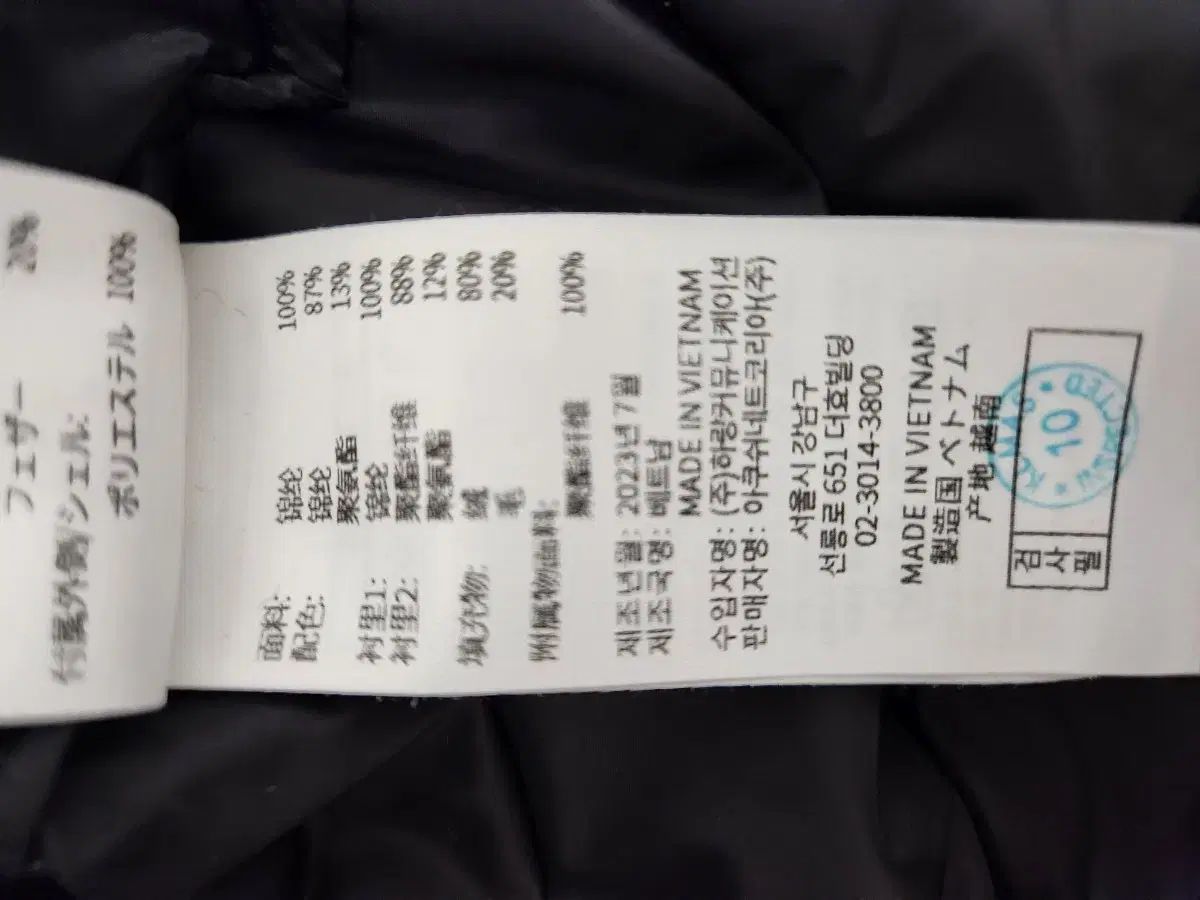 フェザー 20%
付属外側シェル:
ポリエステル 100%
面料: 锦纶 100%
配色: 锦纶 87%
聚氨酯 13%
衬里1: 锦纶 100%
衬里2: 聚酯纤维 88%
聚氨酯 12%
填充物: 绒 80%
毛 20%
附属物面料:
聚酯纤维 100%
제조년월: 2023년 7월
제조국명: 베트남
MADE IN VIETNAM
수입자명: (주)하랑커뮤니케이션
판매자명: 아쿠쉬네트코리아(주)
서울시 강남구
선릉로 651 더효빌딩
02-3014-3800
MADE IN VIETNAM
製造国 ベトナム
产地 越南
검사필
10